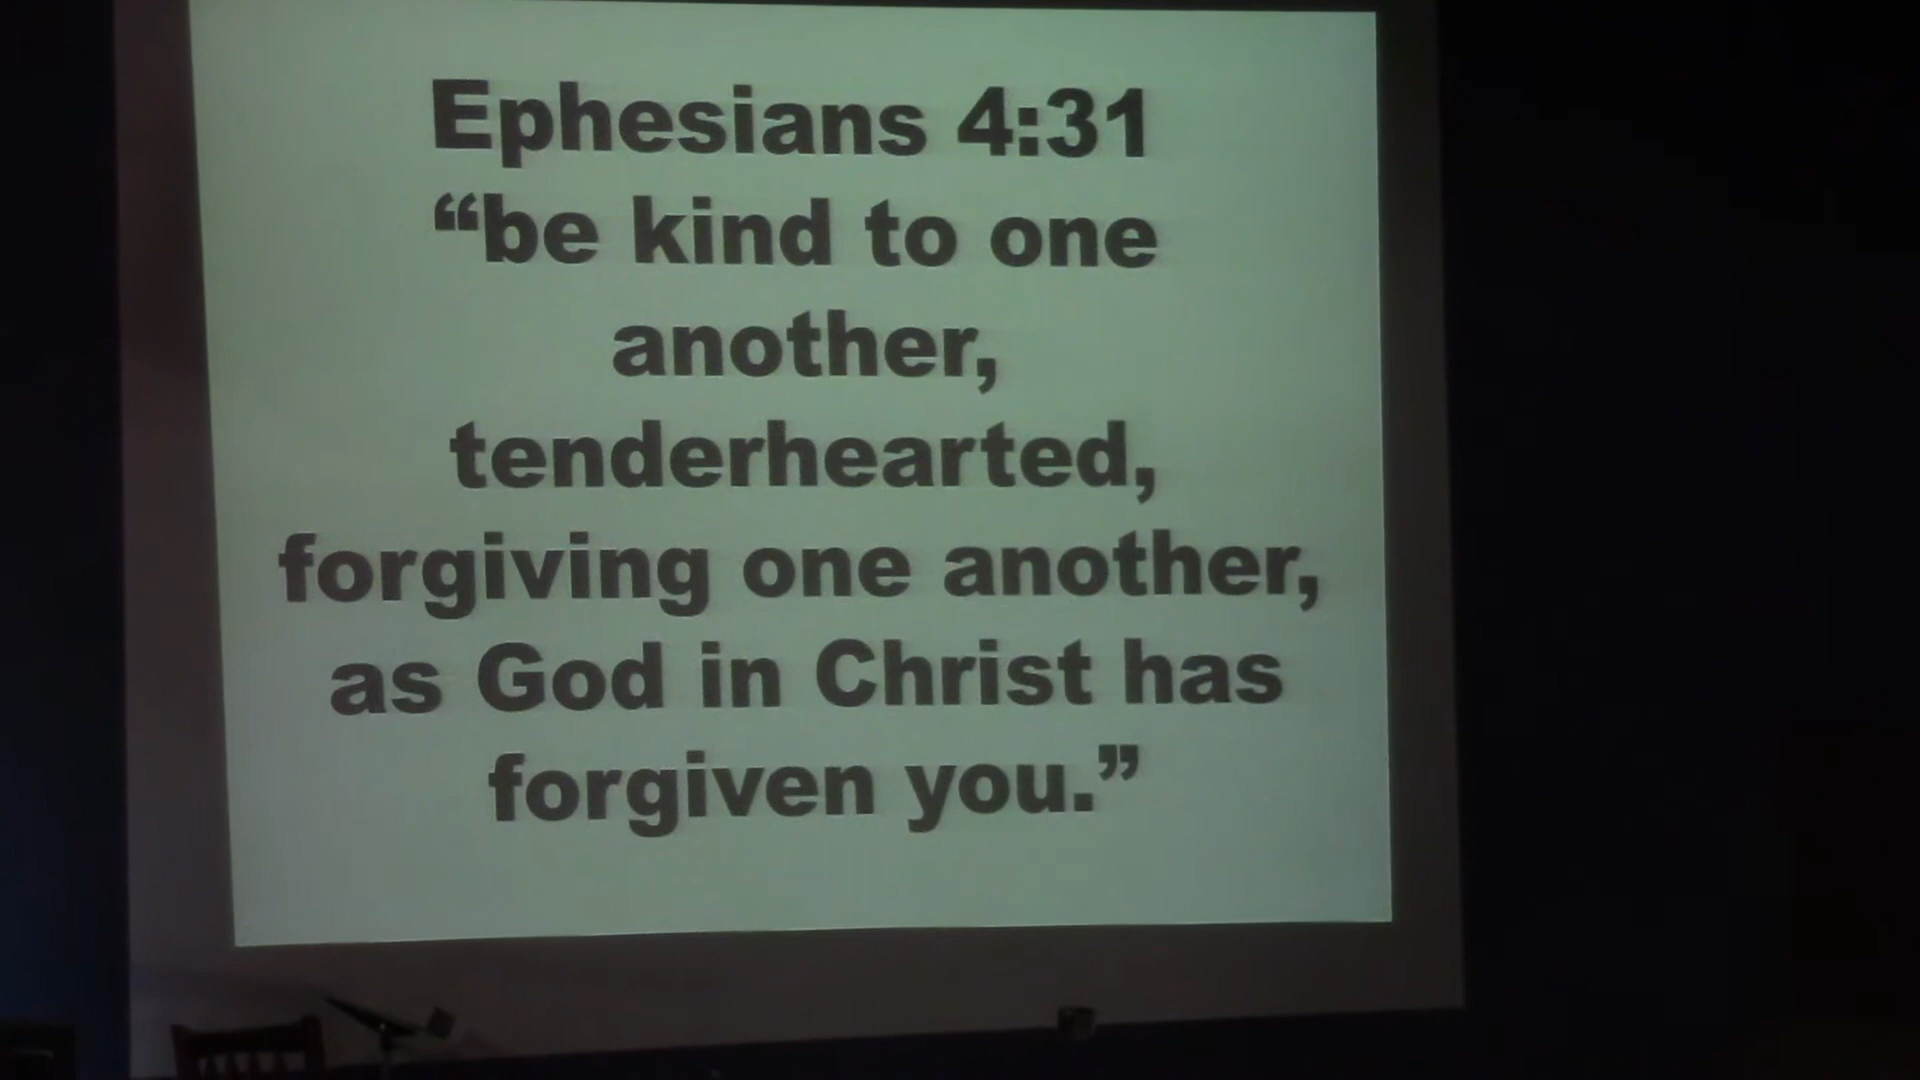 Ephesians 4:31
“be kind to one
another,
tenderhearted,
forgiving one another,
as God in Christ has
forgiven you.”